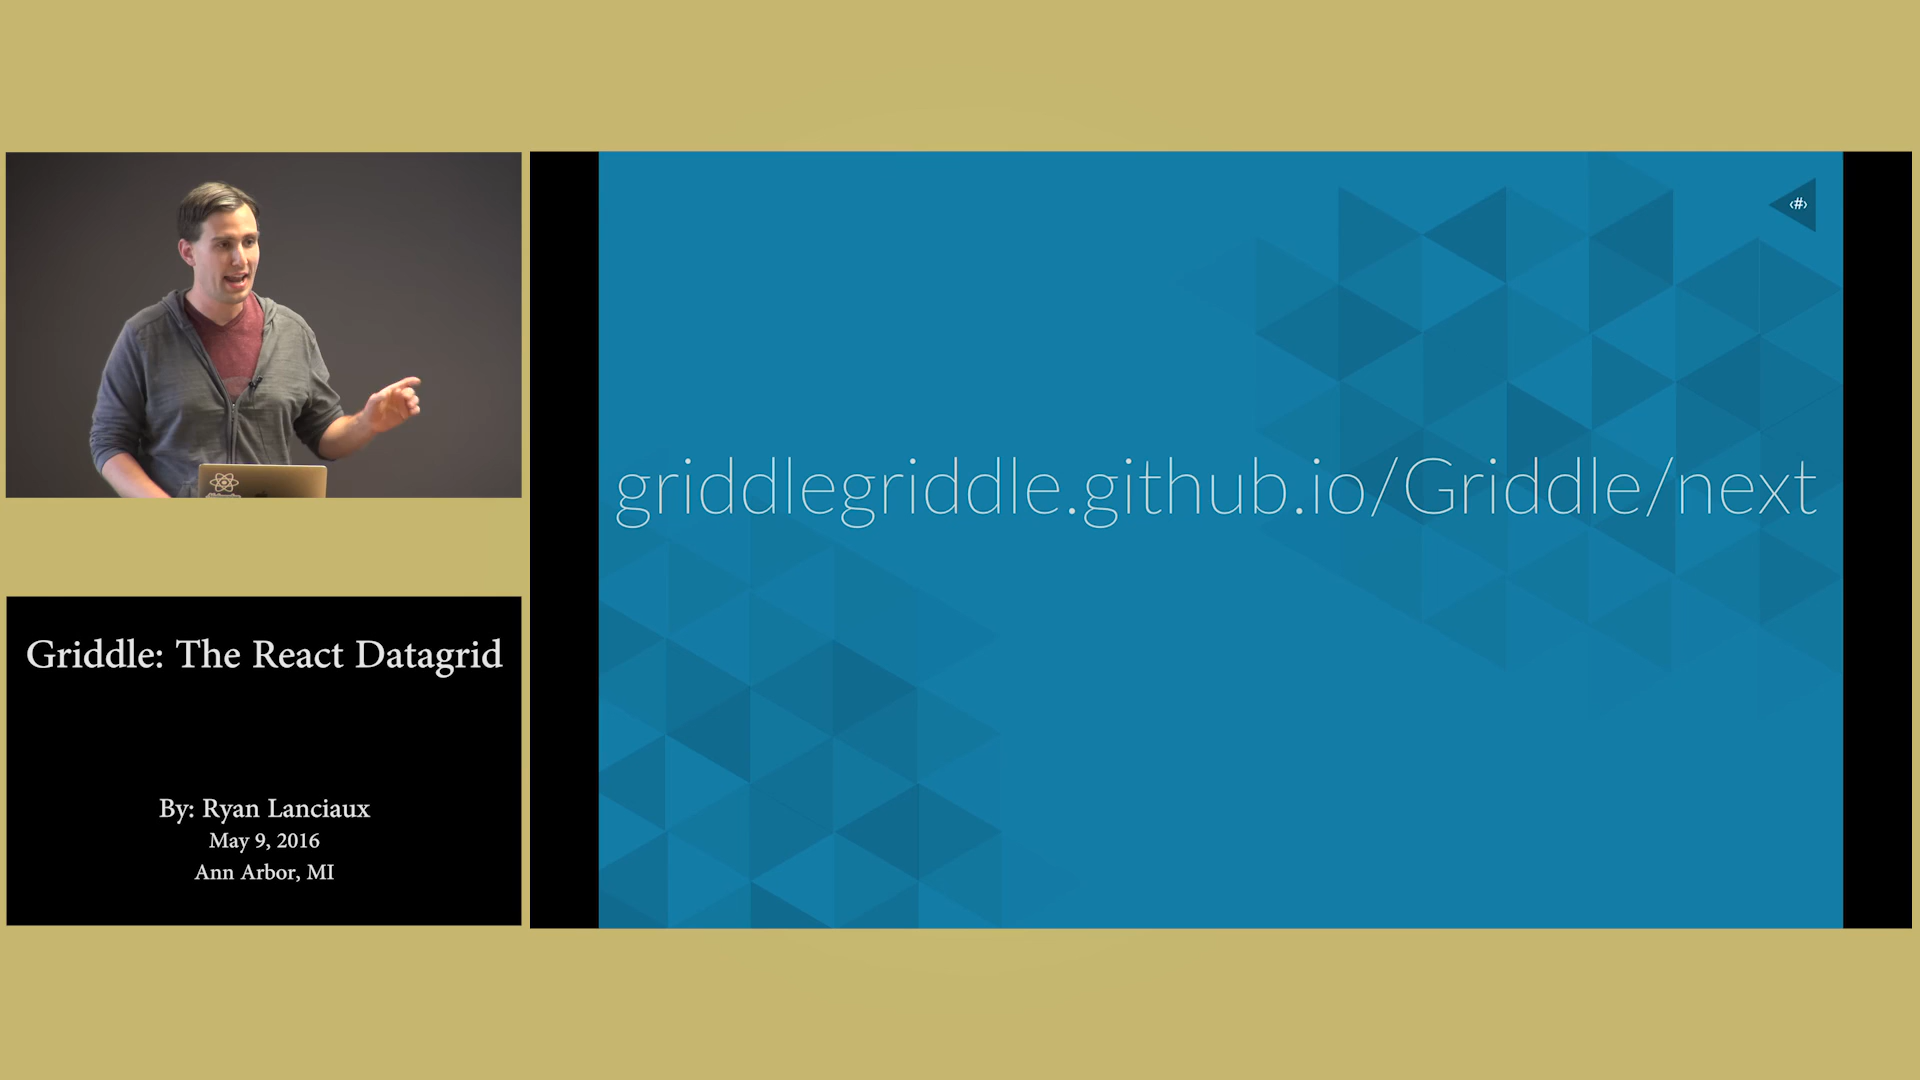 griddlegriddle.github.io/Griddle/next
‹#›
Griddle: The React Datagrid
By: Ryan Lanciaux
May 9, 2016
Ann Arbor, MI